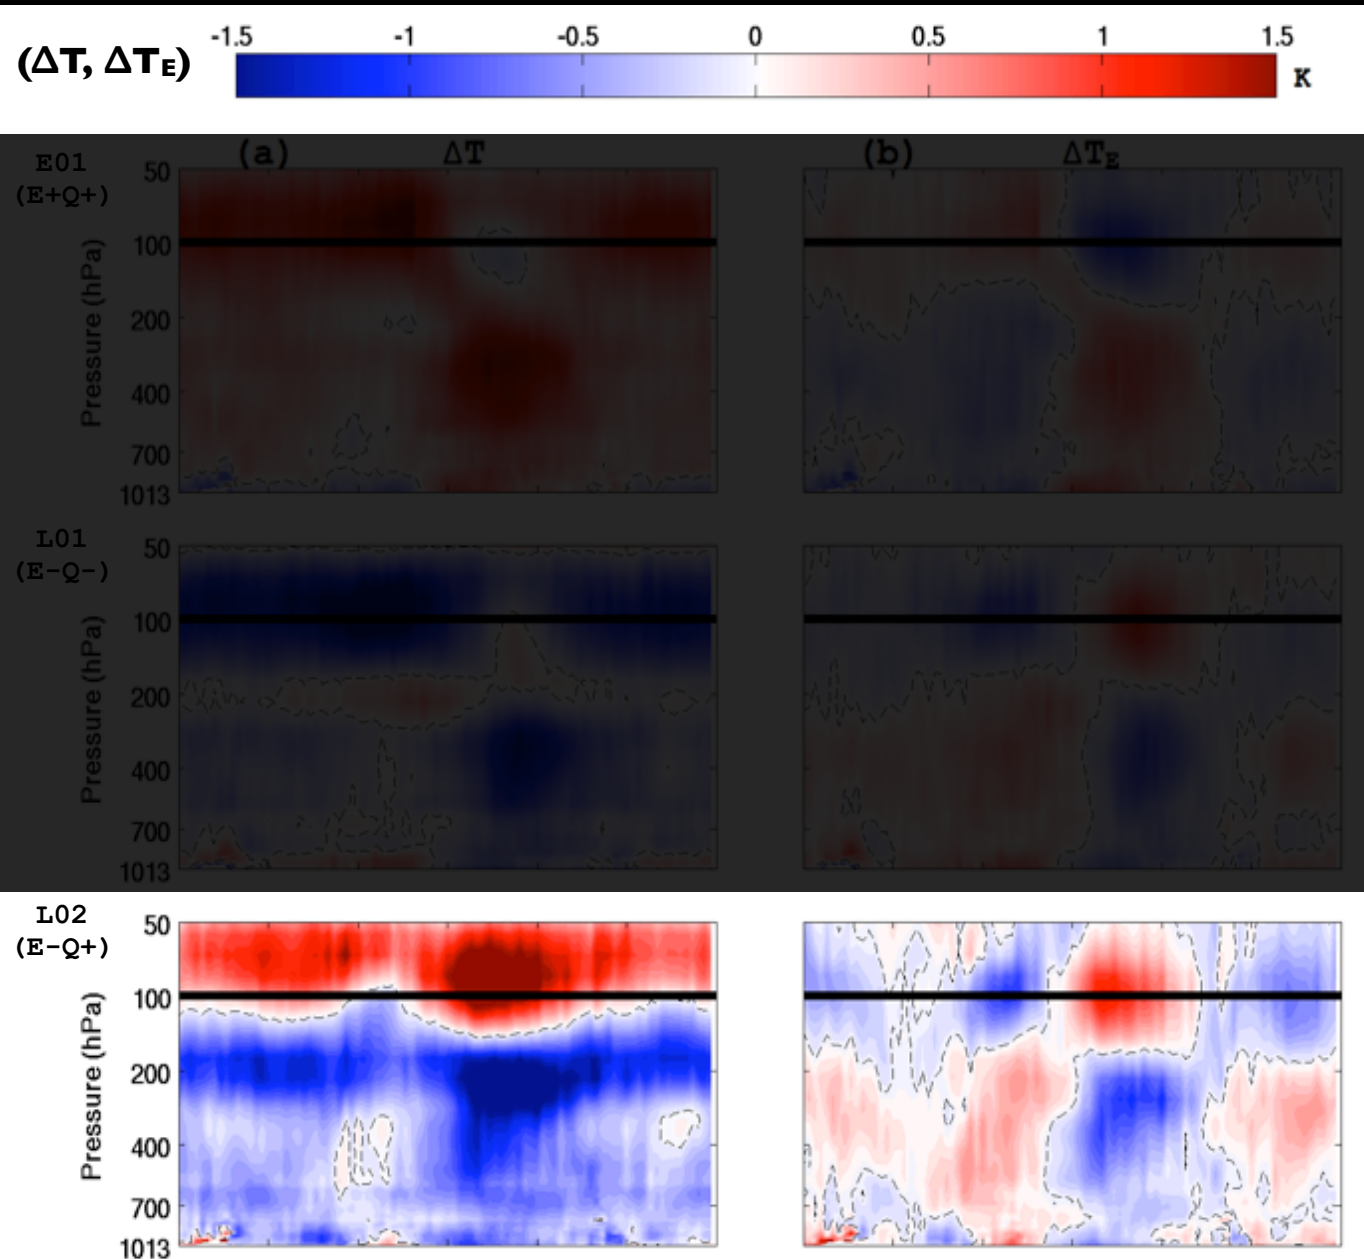 -1.5 -1 -0.5 0 0.5 1 1.5
(ΔT, ΔTE) K
(a) ΔT (b) ΔTE
E01
(E+Q+)
50
100
200
400
700
1013
Pressure (hPa)
L01
(E-Q-)
50
100
200
400
700
1013
Pressure (hPa)
L02
(E-Q+)
50
100
200
400
700
1013
Pressure (hPa)